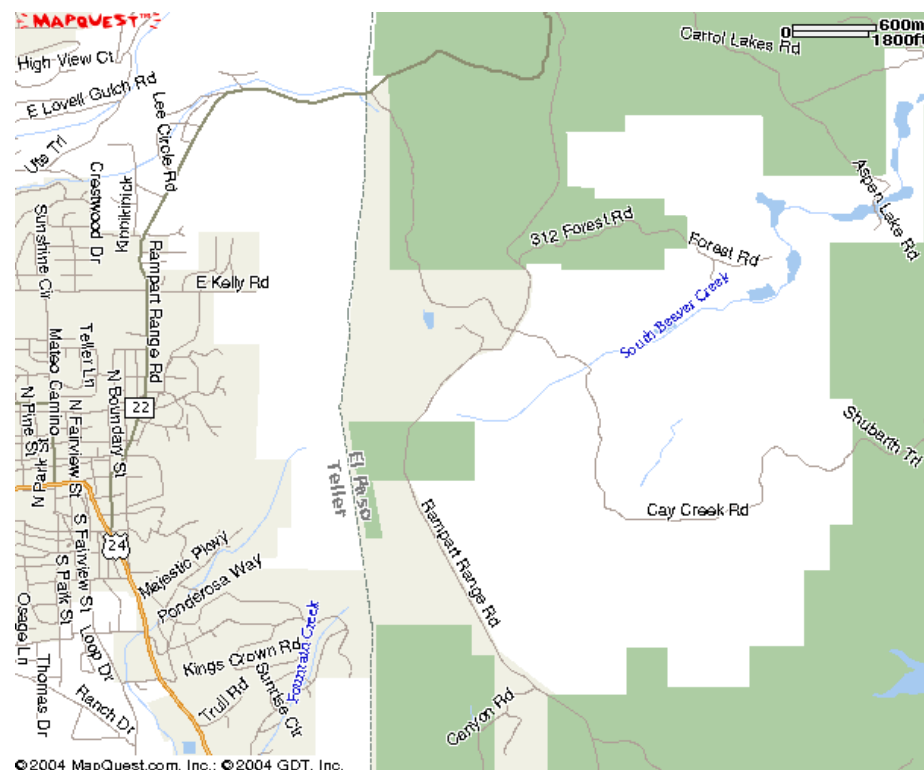 MAPQUEST™
0
600m
1800ft
High-View Ct
Carrol Lakes Rd
E Lovell Gulch Rd
Lee Circle Rd
Ute Trl
Crestwood Dr
Kinnikinick
Aspen Lake Rd
Sunshine Cir
312 Forest Rd
Forest Rd
E Kelly Rd
Rampart Range Rd
South Beaver Creek
Teller Ln
Mateo Camino
N Boundary St
22
N Pine St
N Fairview St
N Park St
Shubarth Trl
El Paso
Teller
Cay Creek Rd
Rampart Range Rd
24
S Fairview St
S Park St
Majestic Pkwy
Ponderosa Way
Osage Ln
Loop Dr
Kings Crown Rd
Fountain Creek
Thomas Dr
Ranch Dr
Trull Rd
Sunrise Cir
Canyon Rd
©2004 MapQuest.com, Inc.; ©2004 GDT, Inc.